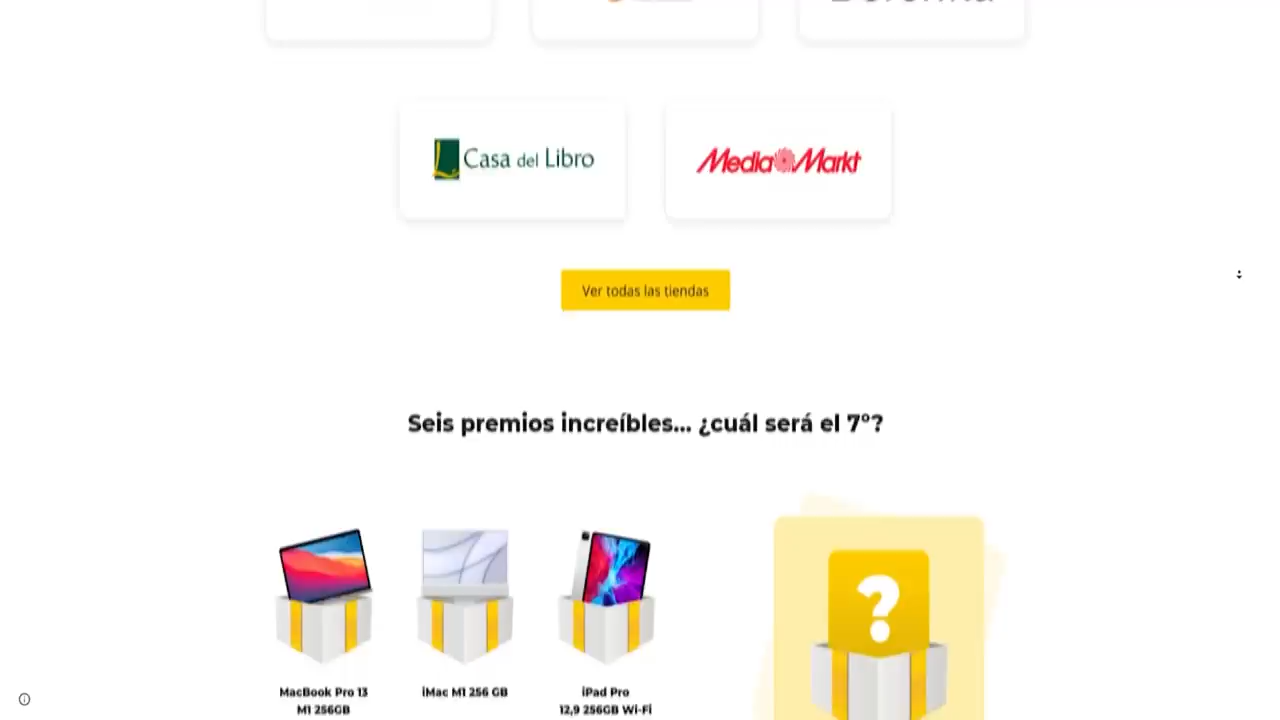 Casa del Libro
MediaMarkt
Ver todas las tiendas
Seis premios increíbles... ¿cuál será el 7º?
?
MacBook Pro 13
M1 256GB
iMac M1 256 GB
iPad Pro
12,9 256GB Wi-Fi